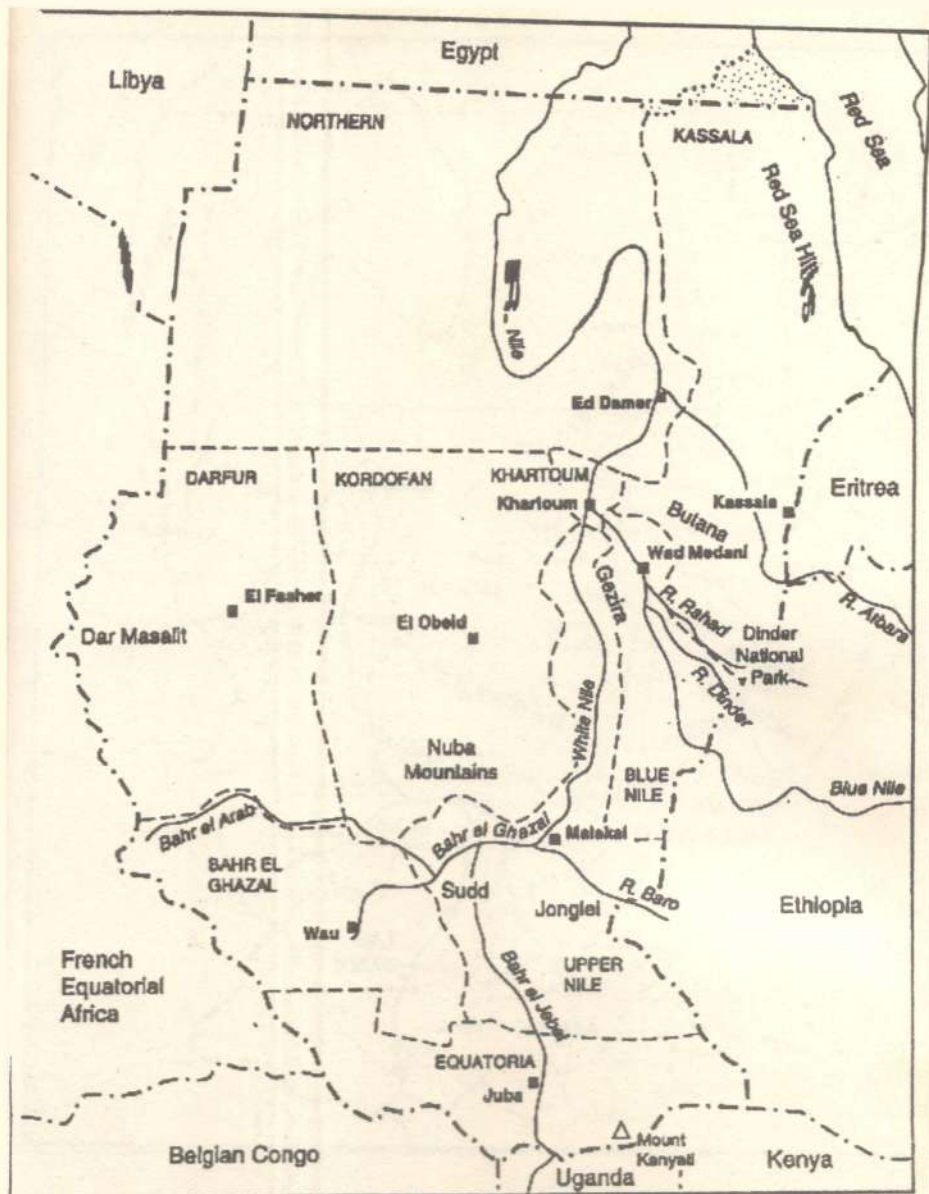 Egypt
Libya
NORTHERN
KASSALA
Red Sea
Red Sea Hills
R. Nile
Ed Damer
DARFUR
KORDOFAN
KHARTOUM
Khartoum
Kassala
Eritrea
Butana
Wad Medani
Gezira
R. Rahad
R. Atbara
El Fasher
El Obeid
Dar Masalit
Dinder
National
Park
R. Dinder
White Nile
Nuba
Mountains
BLUE
NILE
Blue Nile
Bahr el Arab
Bahr el Ghazal
Malakal
BAHR EL
GHAZAL
Sudd
R. Baro
Jonglei
Ethiopia
Wau
French
Equatorial
Africa
UPPER
NILE
Bahr el Jebel
EQUATORIA
Juba
Mount
Kanyati
Belgian Congo
Uganda
Kenya